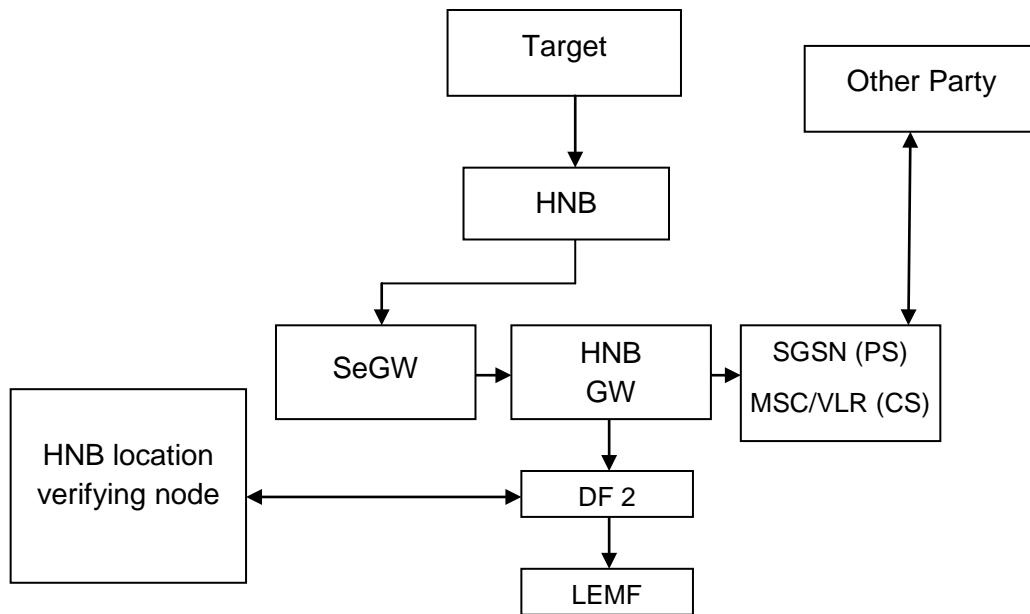 Target
Other Party
HNB
SeGW
HNB
GW
SGSN (PS)
MSC/VLR (CS)
HNB location
verifying node
DF 2
LEMF